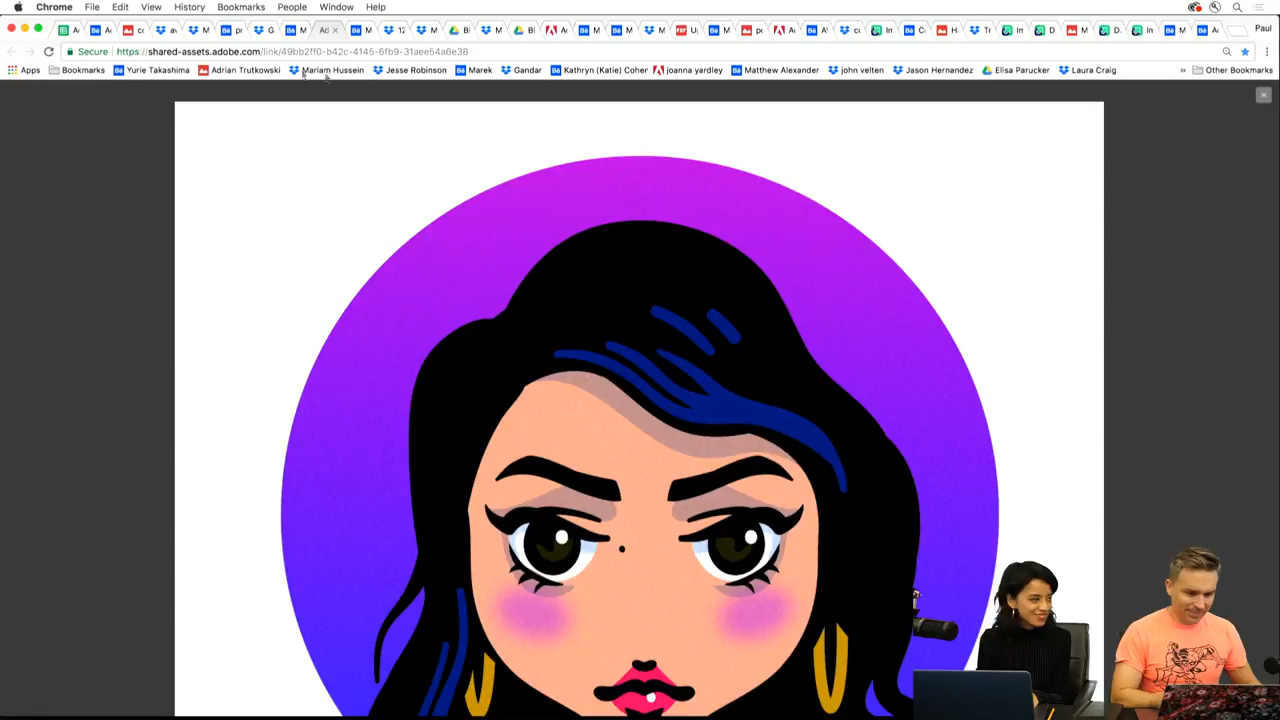 Chrome File Edit View History Bookmarks People Window Help
Paul
Secure https://shared-assets.adobe.com/link/49bb2ff0-b42c-4145-6fb9-31aee54a6e38
Apps Bookmarks Yurie Takashima Adrian Trutkowski Mariam Hussein Jesse Robinson Marek Gandar Kathryn (Katie) Coher joanna yardley Matthew Alexander john velten Jason Hernandez Elisa Parucker Laura Craig » Other Bookmarks